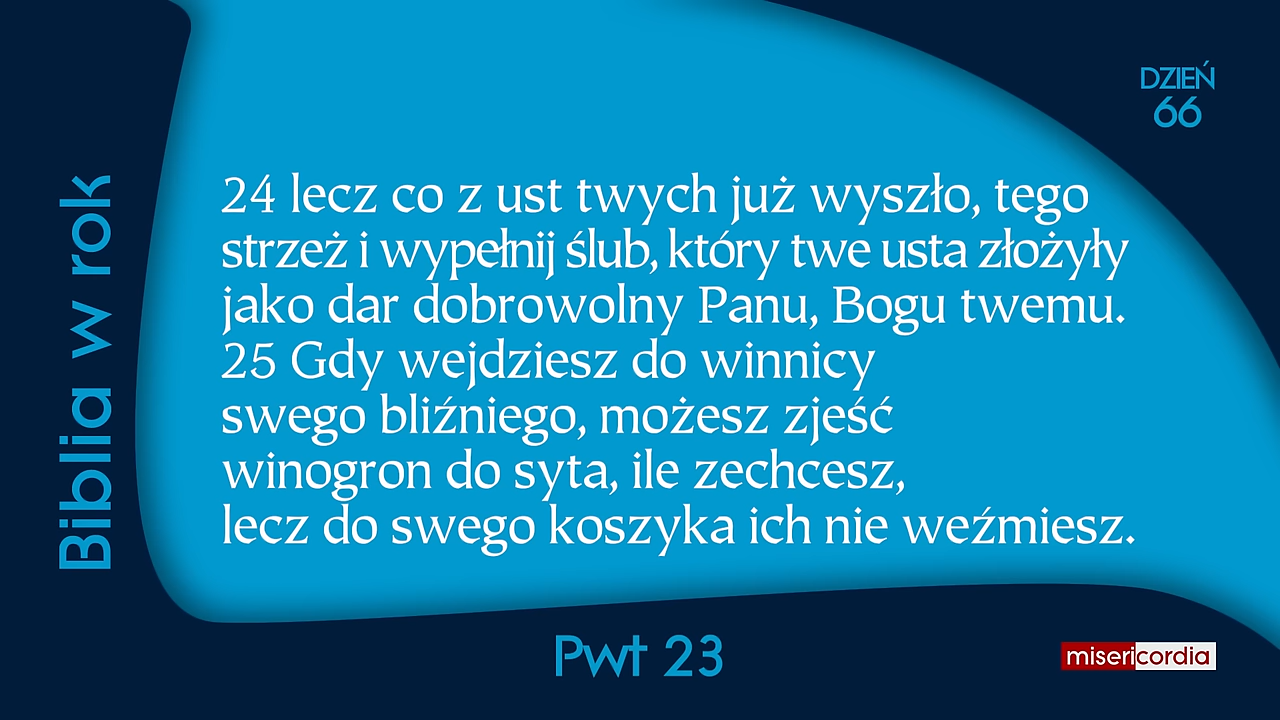 DZIEŃ
66
Biblia w rok
24 lecz co z ust twych już wyszło, tego
strzeż i wypełnij ślub, który twe usta złożyły
jako dar dobrowolny Panu, Bogu twemu.
25 Gdy wejdziesz do winnicy
swego bliźniego, możesz zjeść
winogron do syta, ile zechcesz,
lecz do swego koszyka ich nie weźmiesz.
Pwt 23
misericordia